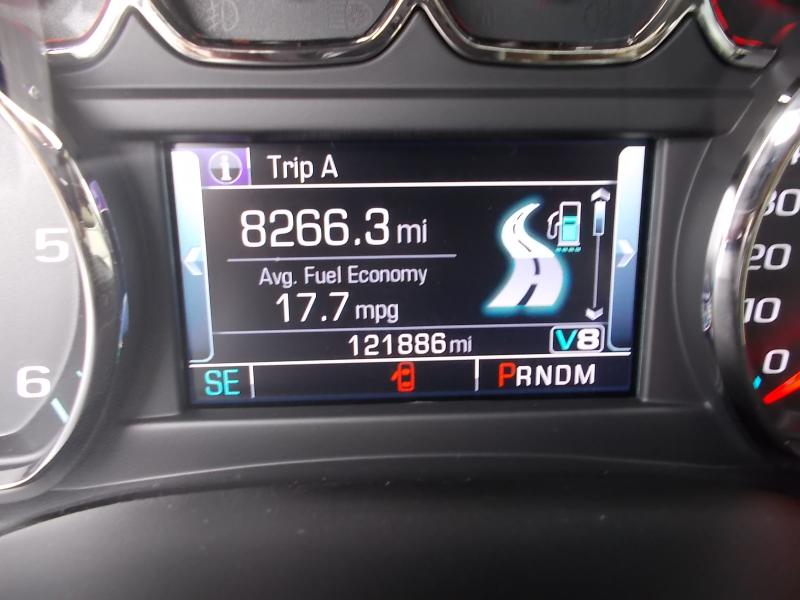 i Trip A
8266.3 mi
Avg. Fuel Economy
17.7 mpg
121886 mi V8
SE PRNDM
5
6
30
20
10
0